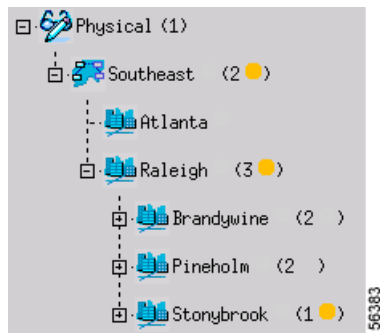 Physical (1)
Southeast (2 )
Atlanta
Raleigh (3 )
Brandywine (2 )
Pineholm (2 )
Stonybrook (1 )
56383